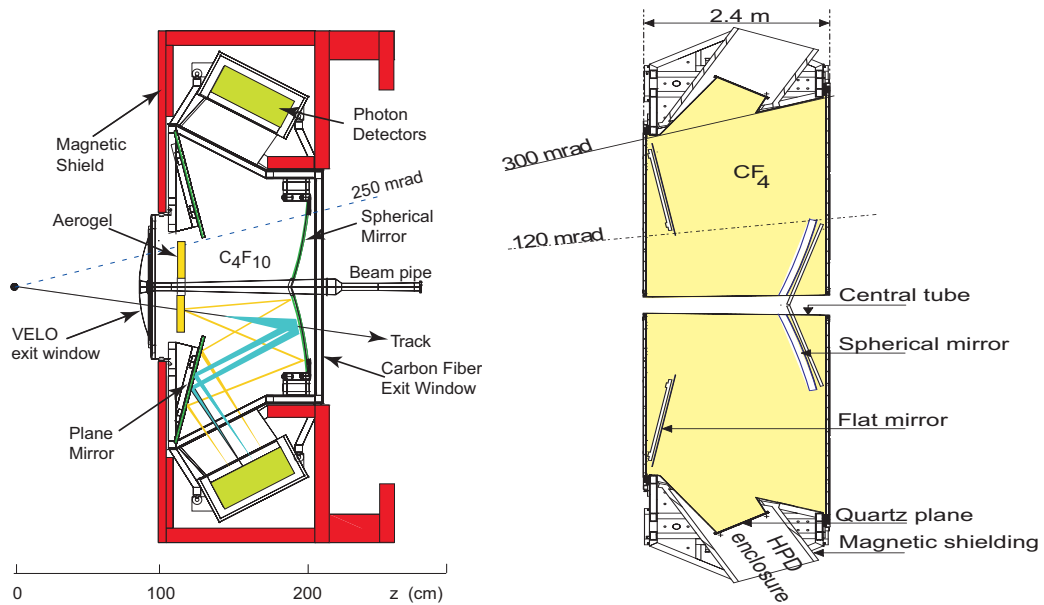 Magnetic
Shield
Photon
Detectors
Aerogel
250 mrad
Spherical
Mirror
C4F10
Beam pipe
VELO
exit window
Track
Carbon Fiber
Exit Window
Plane
Mirror
0
100
200
z (cm)
2.4 m
300 mrad
CF4
120 mrad
Central tube
Spherical mirror
Flat mirror
Quartz plane
Magnetic shielding
HPD
enclosure